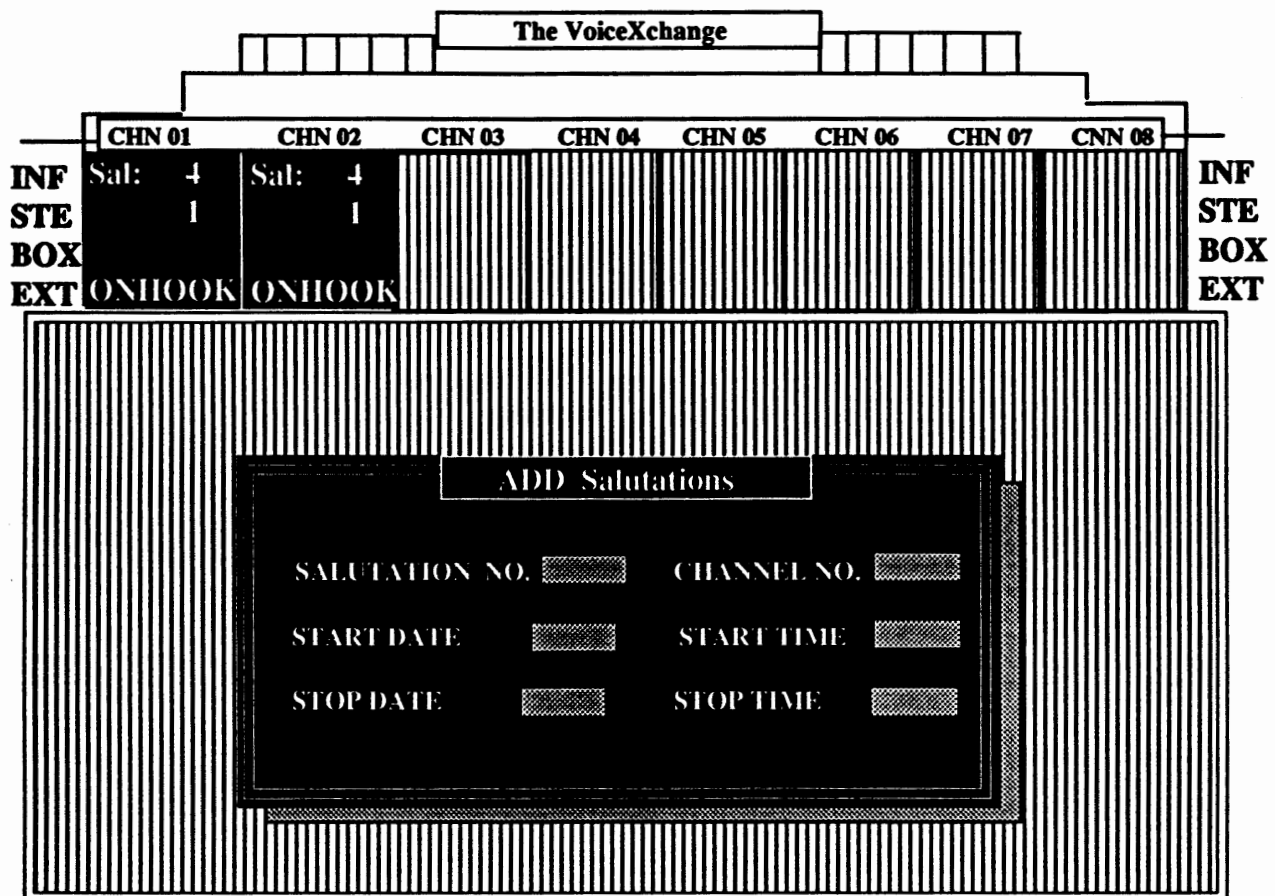 The VoiceXchange
CHN 01 CHN 02 CHN 03 CHN 04 CHN 05 CHN 06 CHN 07 CNN 08
INF Sal: 4 Sal: 4 INF
STE 1 1 STE
BOX BOX
EXT ONHOOK ONHOOK EXT
ADD Salutations
SALUTATION NO. CHANNEL NO.
START DATE START TIME
STOP DATE STOP TIME